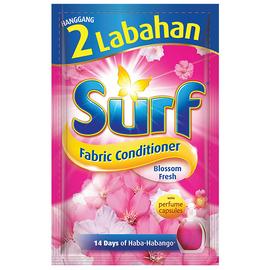 HANGGANG
2 Labahan
Surf
Fabric Conditioner
Blossom
Fresh
with
perfume
capsules
14 Days of Haba-Habango*